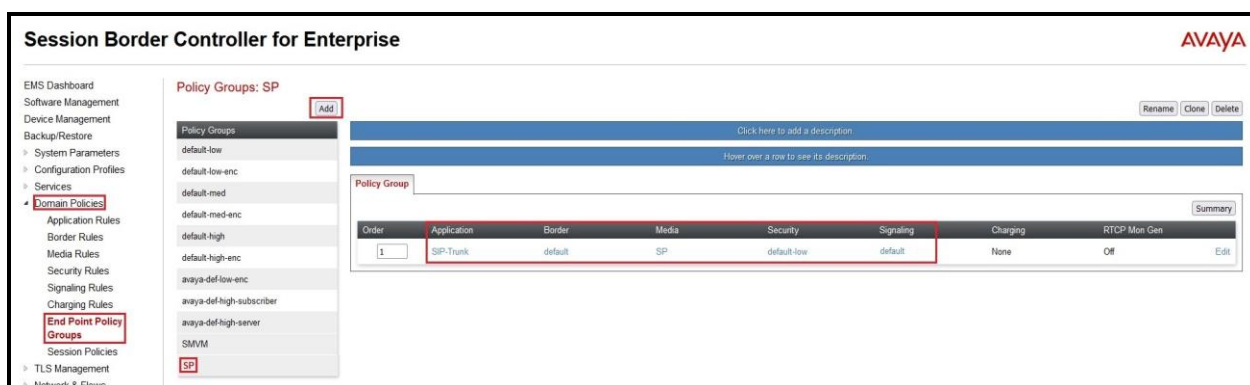 Session Border Controller for Enterprise
AVAYA
EMS Dashboard
Software Management
Device Management
Backup/Restore
System Parameters
Configuration Profiles
Services
Domain Policies
Application Rules
Border Rules
Media Rules
Security Rules
Signaling Rules
Charging Rules
End Point Policy
Groups
Session Policies
TLS Management
Network & Flows
Policy Groups: SP
Add
Rename Clone Delete
Policy Groups
default-low
default-low-enc
default-med
default-med-enc
default-high
default-high-enc
avaya-def-low-enc
avaya-def-high-subscriber
avaya-def-high-server
SMVM
SP
Click here to add a description.
Hover over a row to see its description.
Policy Group
Summary
Order Application Border Media Security Signaling Charging RTCP Mon Gen
1 SIP-Trunk default SP default-low default None Off Edit